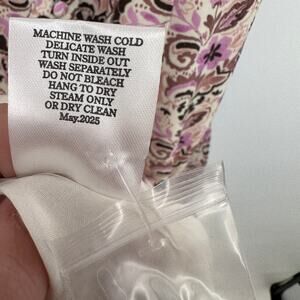 MACHINE WASH COLD
DELICATE WASH
TURN INSIDE OUT
WASH SEPARATELY
DO NOT BLEACH
HANG TO DRY
STEAM ONLY
OR DRY CLEAN
May.2025